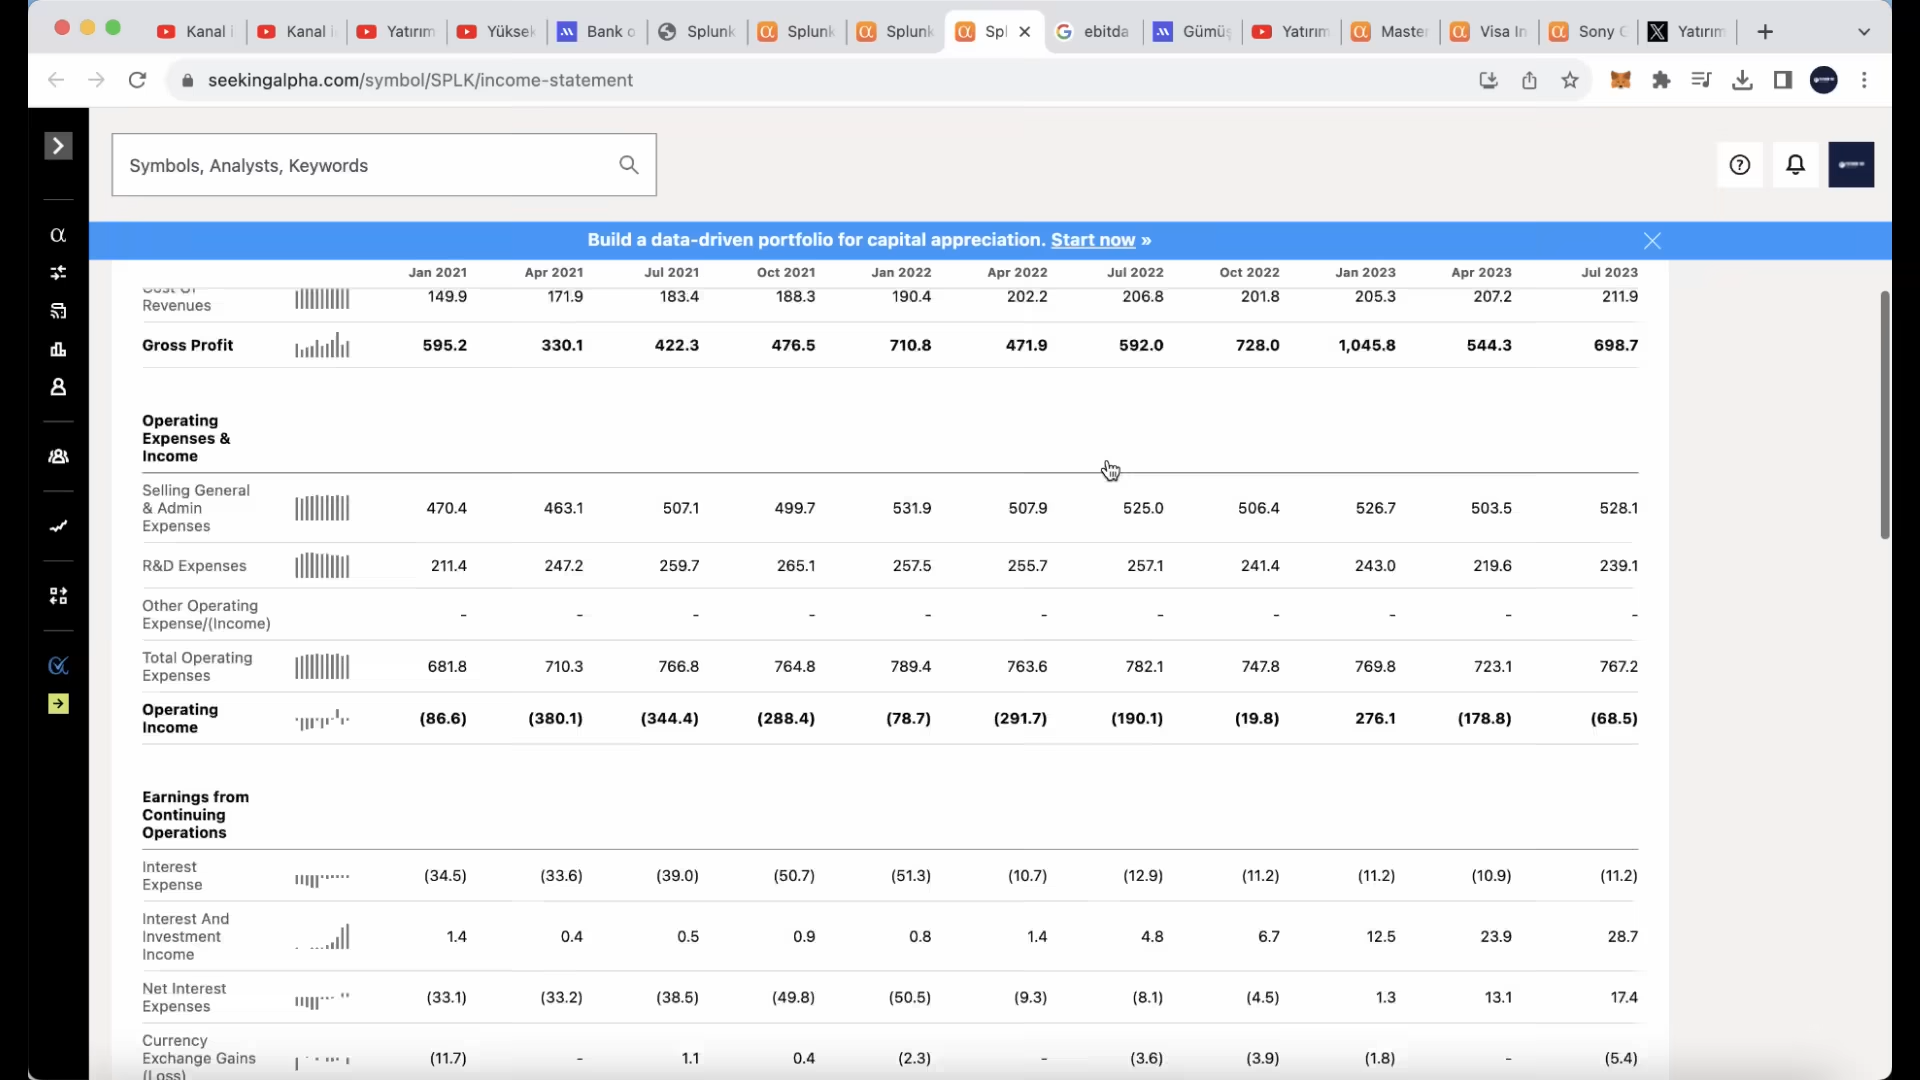 Kanal i
Kanal i
Yatırım
Yüksek
Bank o
Splunk
Splunk
Splunk
Spl
ebitda
Gümüş
Yatırım
Master
Visa In
Sony G
Yatırım
seekingalpha.com/symbol/SPLK/income-statement
Symbols, Analysts, Keywords
Build a data-driven portfolio for capital appreciation. Start now »
Jan 2021 Apr 2021 Jul 2021 Oct 2021 Jan 2022 Apr 2022 Jul 2022 Oct 2022 Jan 2023 Apr 2023 Jul 2023
Cost Of
Revenues 149.9 171.9 183.4 188.3 190.4 202.2 206.8 201.8 205.3 207.2 211.9
Gross Profit 595.2 330.1 422.3 476.5 710.8 471.9 592.0 728.0 1,045.8 544.3 698.7
Operating
Expenses &
Income
Selling General
& Admin 470.4 463.1 507.1 499.7 531.9 507.9 525.0 506.4 526.7 503.5 528.1
Expenses
R&D Expenses 211.4 247.2 259.7 265.1 257.5 255.7 257.1 241.4 243.0 219.6 239.1
Other Operating
Expense/(Income) - - - - - - - - - - -
Total Operating
Expenses 681.8 710.3 766.8 764.8 789.4 763.6 782.1 747.8 769.8 723.1 767.2
Operating
Income (86.6) (380.1) (344.4) (288.4) (78.7) (291.7) (190.1) (19.8) 276.1 (178.8) (68.5)
Earnings from
Continuing
Operations
Interest
Expense (34.5) (33.6) (39.0) (50.7) (51.3) (10.7) (12.9) (11.2) (11.2) (10.9) (11.2)
Interest And
Investment 1.4 0.4 0.5 0.9 0.8 1.4 4.8 6.7 12.5 23.9 28.7
Income
Net Interest
Expenses (33.1) (33.2) (38.5) (49.8) (50.5) (9.3) (8.1) (4.5) 1.3 13.1 17.4
Currency
Exchange Gains (11.7) - 1.1 0.4 (2.3) - (3.6) (3.9) (1.8) - (5.4)
(Loss)